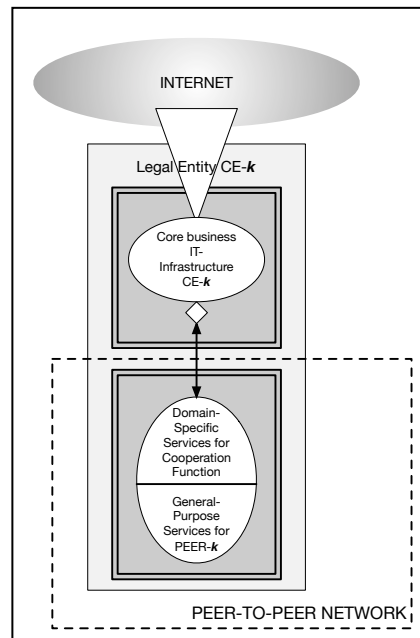 INTERNET
Legal Entity CE-k
Core business
IT-
Infrastructure
CE-k
Domain-
Specific
Services for
Cooperation
Function
General-
Purpose
Services for
PEER-k
PEER-TO-PEER NETWORK